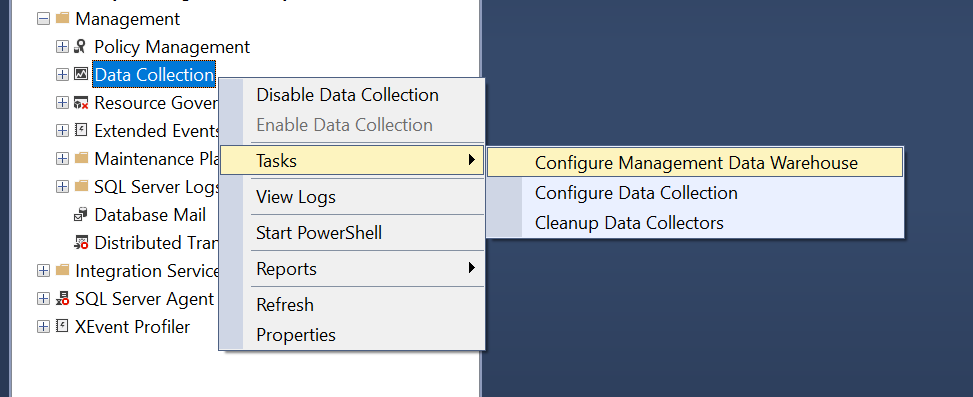 Management
Policy Management
Data Collection
Resource Gover
Extended Events
Maintenance Pla
SQL Server Logs
Database Mail
Distributed Tran
Integration Service
SQL Server Agent
XEvent Profiler
Disable Data Collection
Enable Data Collection
Tasks
View Logs
Start PowerShell
Reports
Refresh
Properties
Configure Management Data Warehouse
Configure Data Collection
Cleanup Data Collectors